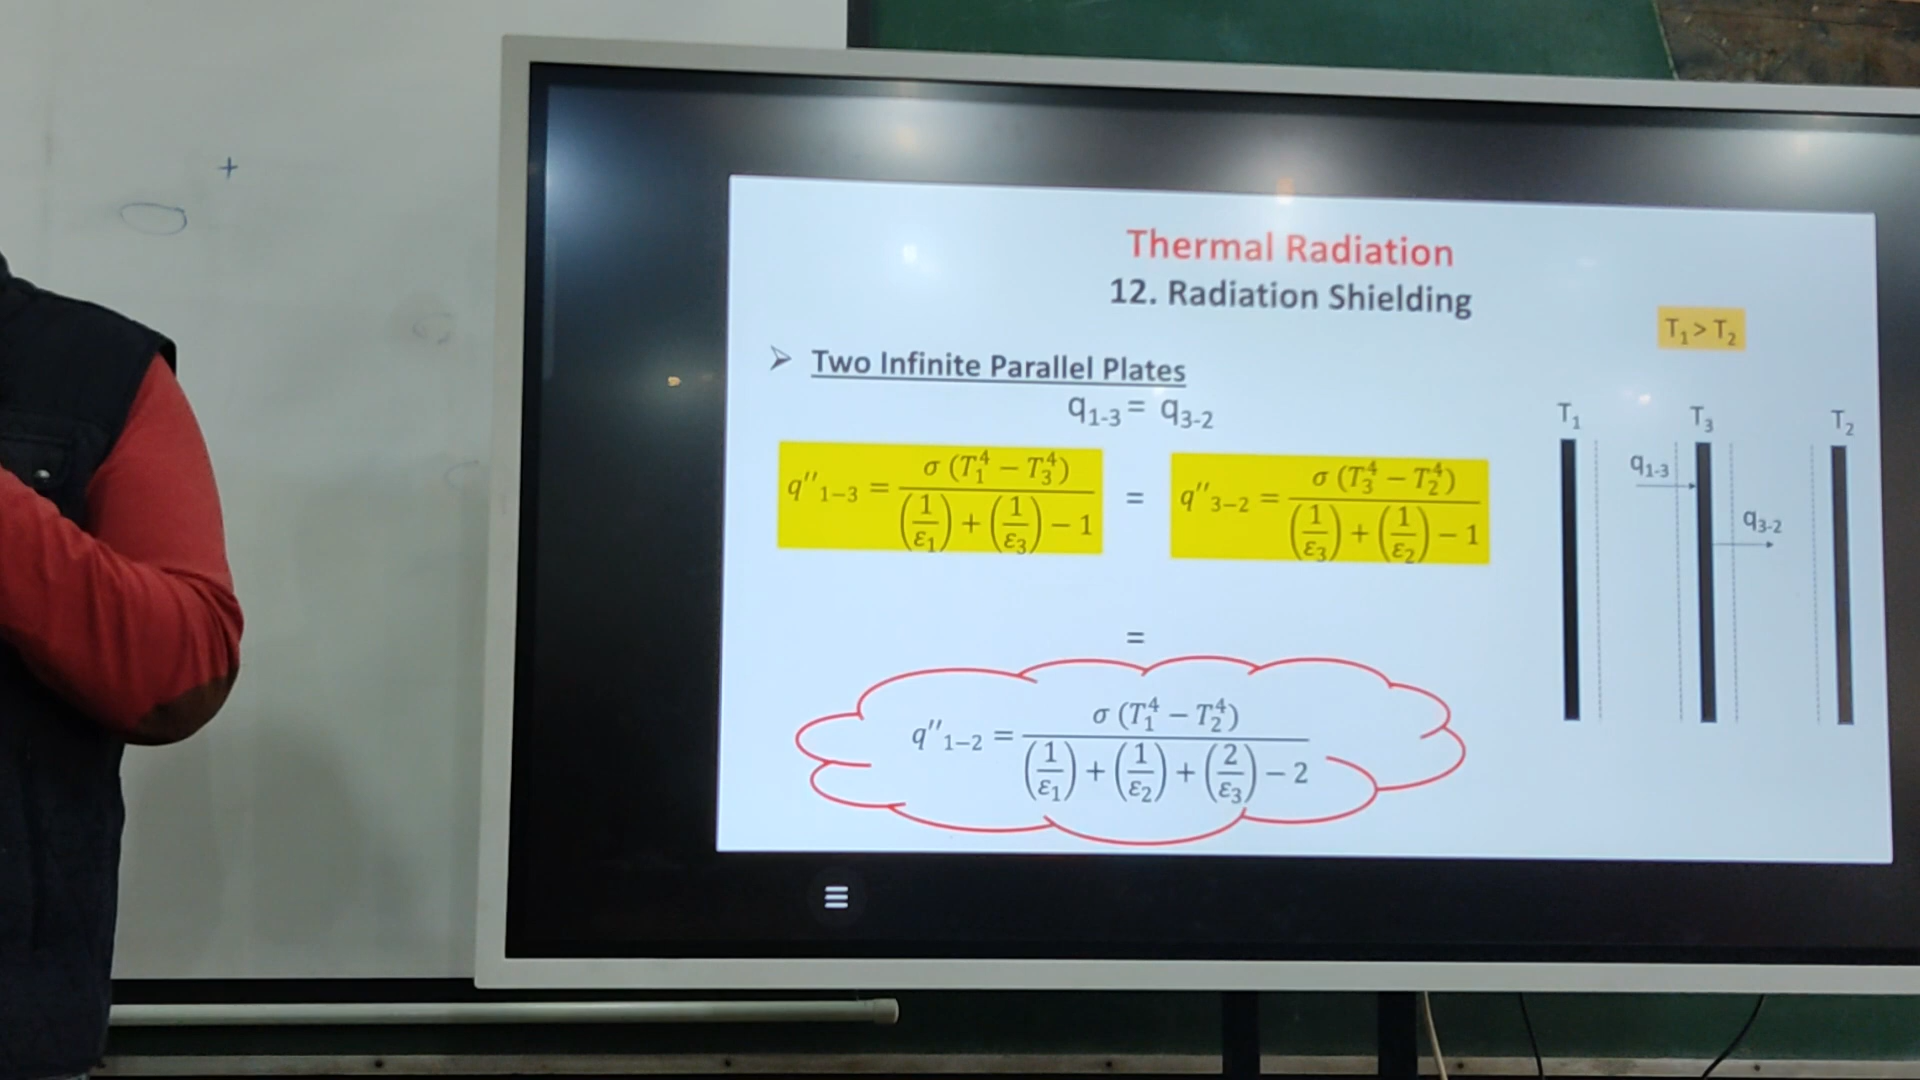 +
Thermal Radiation
12. Radiation Shielding
T₁ > T₂
➢ Two Infinite Parallel Plates
q₁₋₃ = q₃₋₂
q″₁₋₃ = σ (T₁⁴ − T₃⁴) / ((1/ε₁) + (1/ε₃) − 1) = q″₃₋₂ = σ (T₃⁴ − T₂⁴) / ((1/ε₃) + (1/ε₂) − 1)
=
q″₁₋₂ = σ (T₁⁴ − T₂⁴) / ((1/ε₁) + (1/ε₂) + (2/ε₃) − 2)
T₁ T₃ T₂
q₁₋₃
q₃₋₂